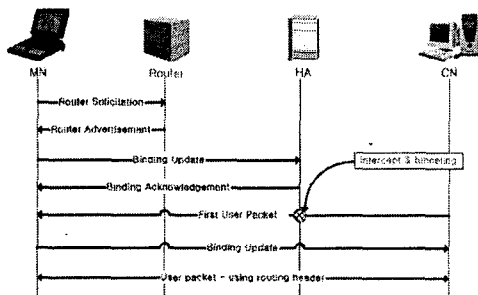 MN
Router
HA
CN
Router Solicitation
Router Advertisement
Binding Update
Intercept & tunneling
Binding Acknowledgement
First User Packet
Binding Update
User packet - using routing header